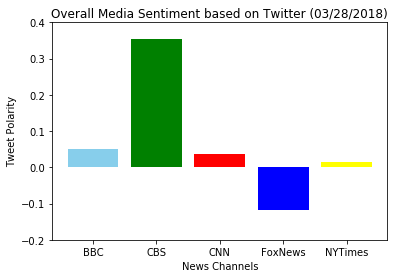 Overall Media Sentiment based on Twitter (03/28/2018)
0.4
0.3
0.2
0.1
0.0
−0.1
−0.2
Tweet Polarity
BBC CBS CNN FoxNews NYTimes
News Channels